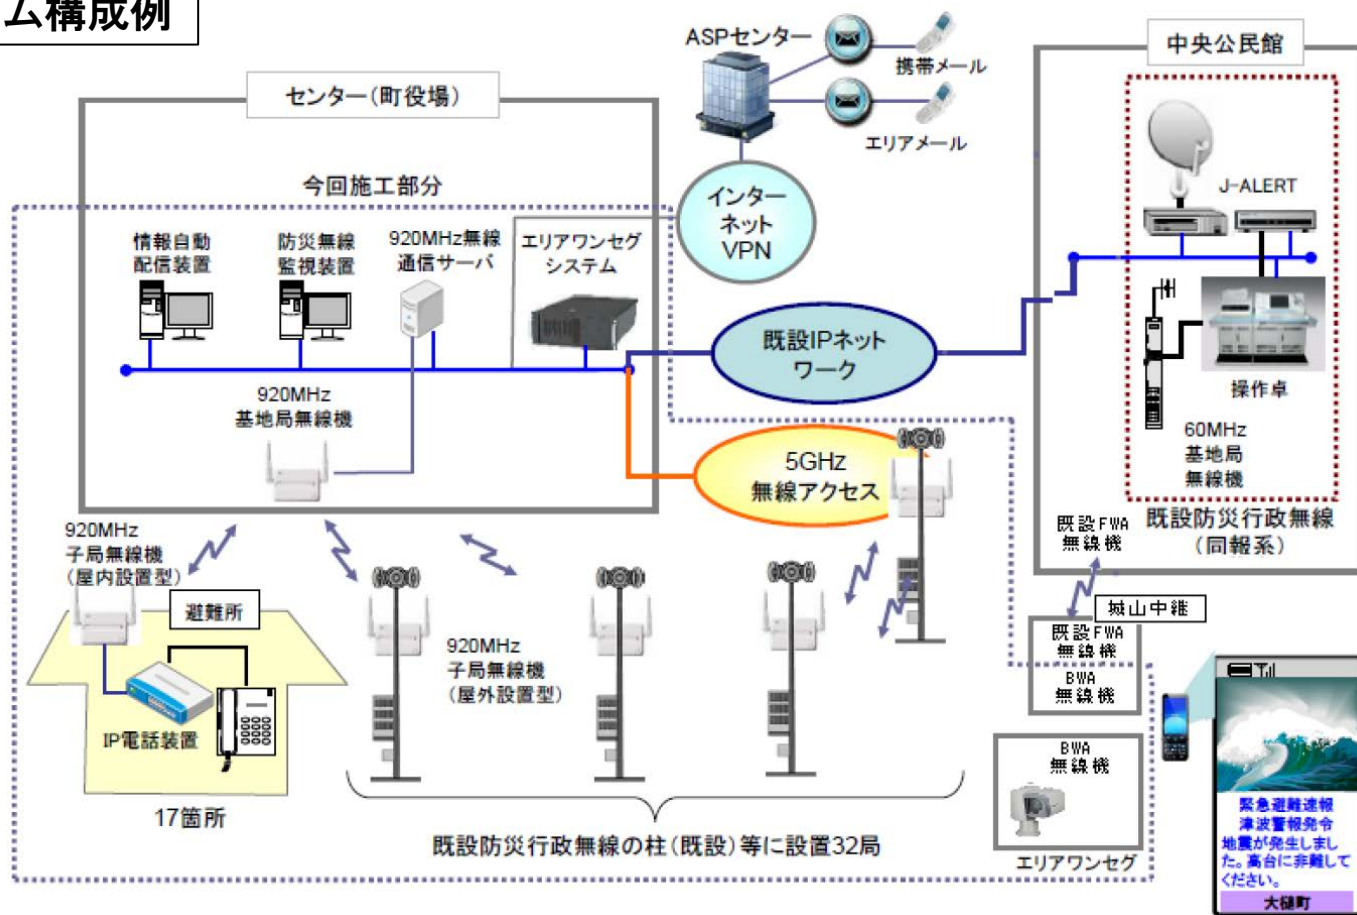 ム構成例
ASPセンター
携帯メール
エリアメール
中央公民館
センター(町役場)
今回施工部分
インター
ネット
VPN
J-ALERT
情報自動
配信装置
防災無線
監視装置
920MHz無線
通信サーバ
エリアワンセグ
システム
既設IPネット
ワーク
操作卓
920MHz
基地局無線機
5GHz
無線アクセス
60MHz
基地局
無線機
既設防災行政無線
(同報系)
既設FWA
無線機
920MHz
子局無線機
(屋内設置型)
避難所
城山中継
既設FWA
無線機
BWA
無線機
920MHz
子局無線機
(屋外設置型)
IP電話装置
BWA
無線機
17箇所
既設防災行政無線の柱(既設)等に設置32局
エリアワンセグ
緊急避難速報
津波警報発令
地震が発生しまし
た。高台に非難して
ください。
大槌町